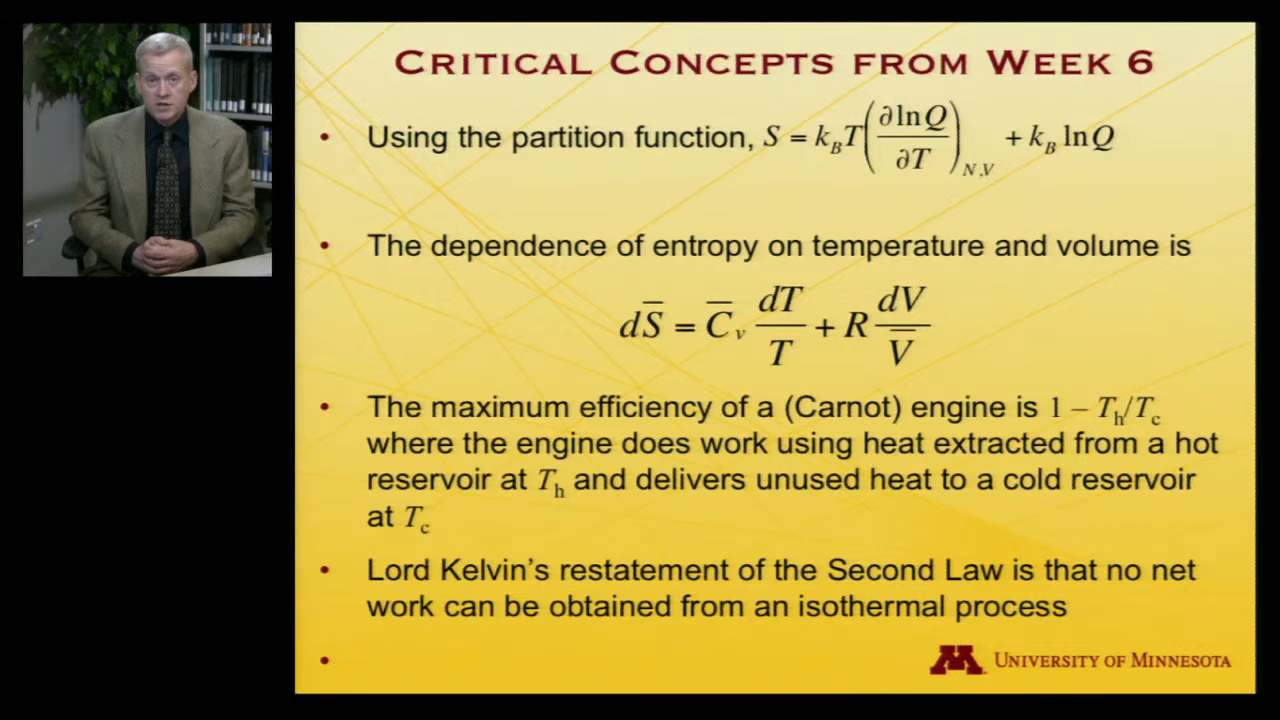 CRITICAL CONCEPTS FROM WEEK 6
• Using the partition function, S = k_B T (∂ ln Q / ∂T)_{N,V} + k_B ln Q
• The dependence of entropy on temperature and volume is
dS̅ = C̅_v dT/T + R dV̅/V̅
• The maximum efficiency of a (Carnot) engine is 1 – T_h/T_c
where the engine does work using heat extracted from a hot
reservoir at T_h and delivers unused heat to a cold reservoir
at T_c
• Lord Kelvin’s restatement of the Second Law is that no net
work can be obtained from an isothermal process
•
M UNIVERSITY OF MINNESOTA